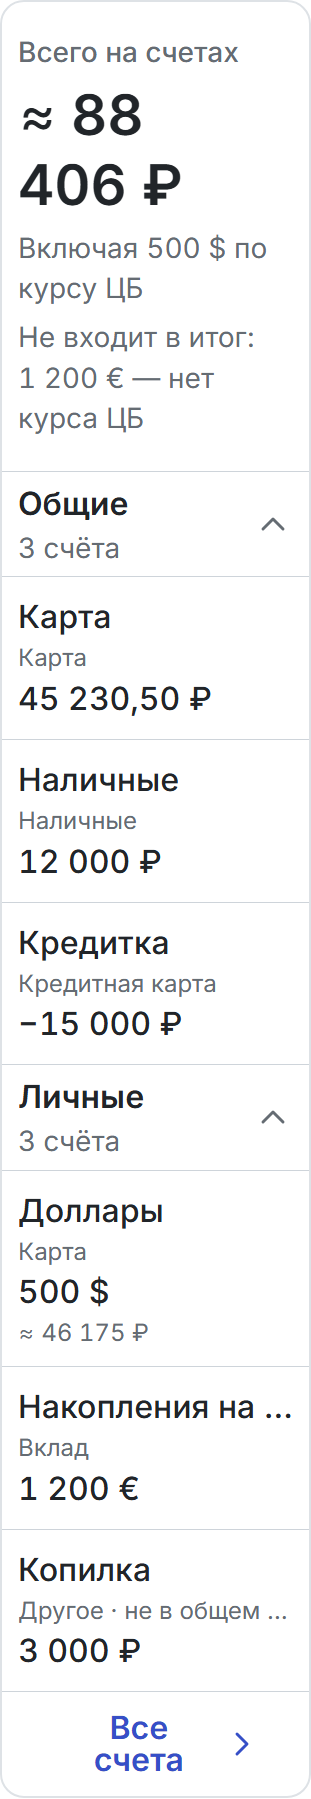 Всего на счетах
≈ 88
406 ₽
Включая 500 $ по
курсу ЦБ
Не входит в итог:
1 200 € — нет
курса ЦБ
Общие
3 счёта
Карта
Карта
45 230,50 ₽
Наличные
Наличные
12 000 ₽
Кредитка
Кредитная карта
−15 000 ₽
Личные
3 счёта
Доллары
Карта
500 $
≈ 46 175 ₽
Накопления на ...
Вклад
1 200 €
Копилка
Другое · не в общем ...
3 000 ₽
Все
счета